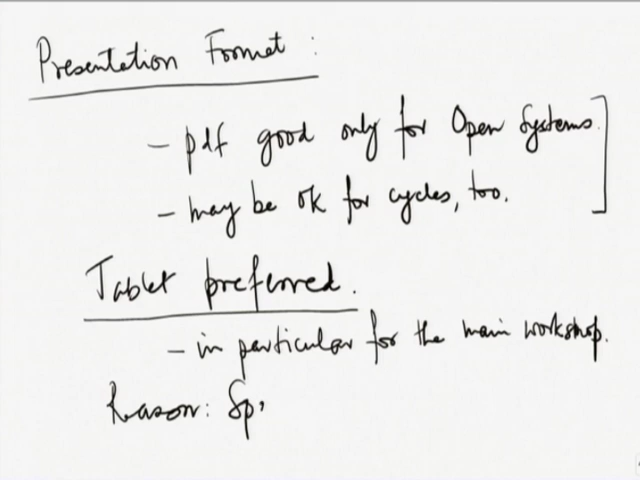 Presentation Format :
- pdf good only for Open Systems.
- may be ok for cycles, too.
Tablet preferred.
- in particular for the main workshop.
Reason: Sp